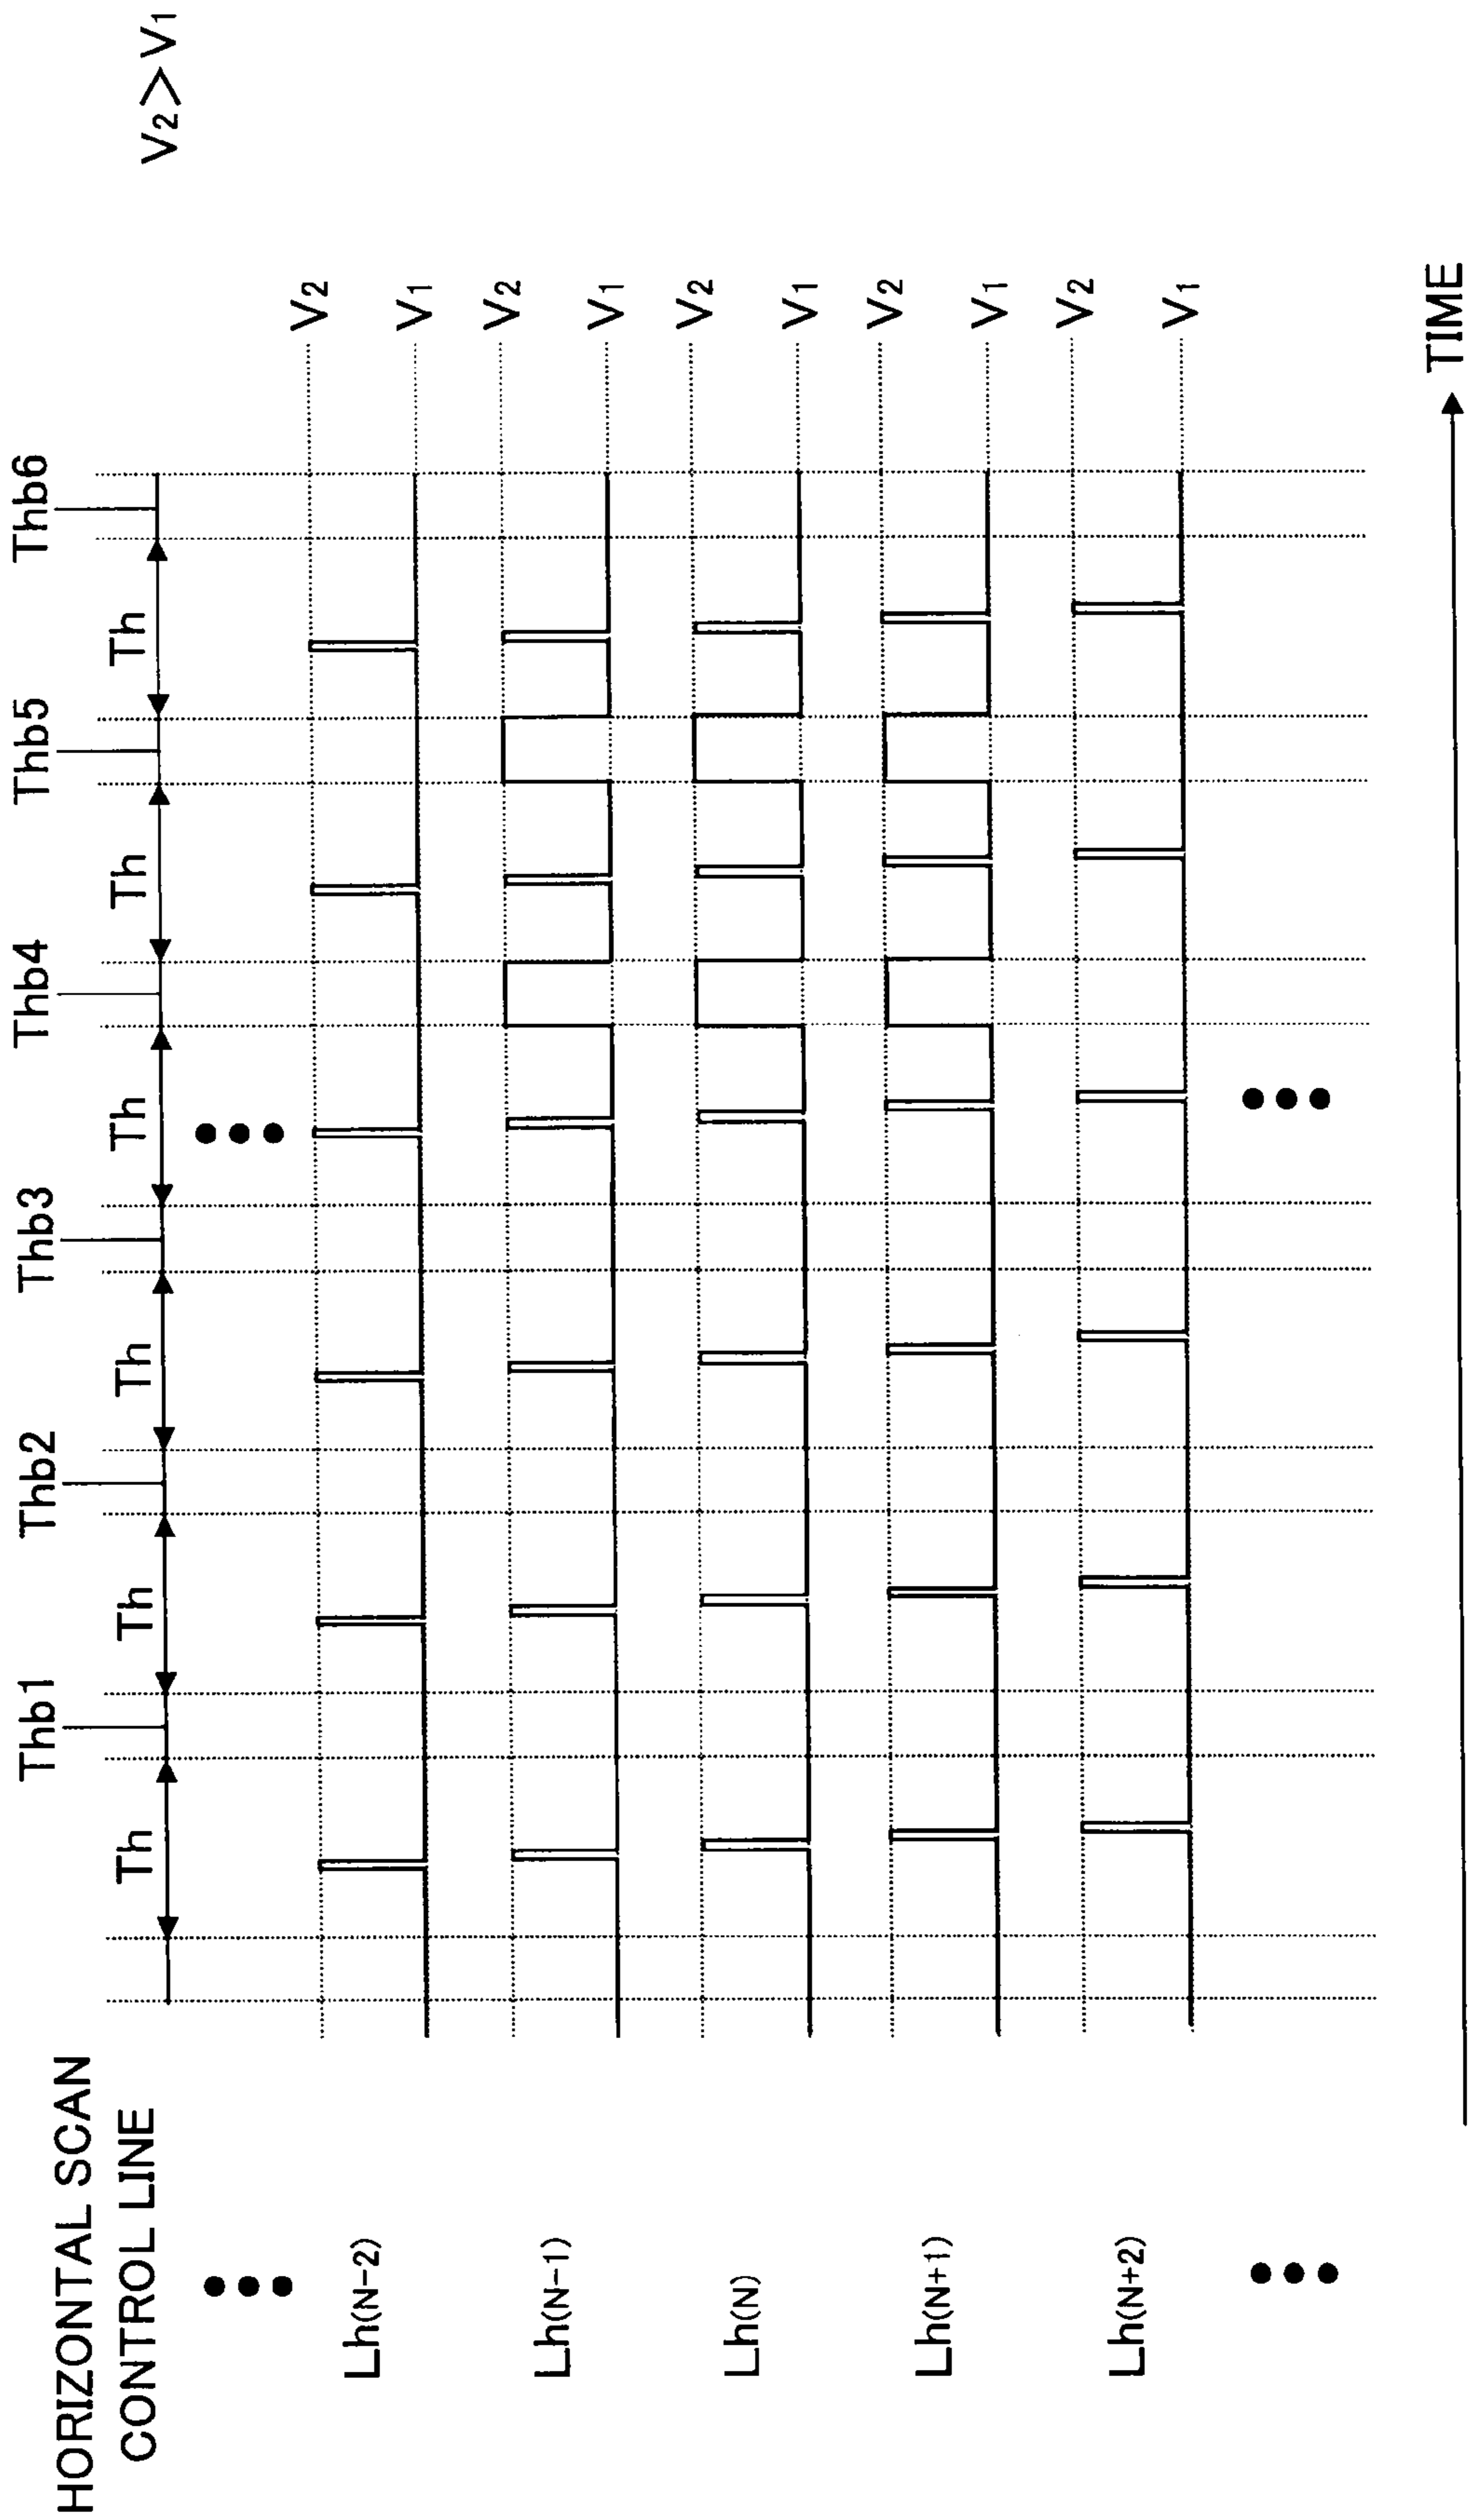 HORIZONTAL SCAN
CONTROL LINE
Thb1
Thb2
Thb3
Thb4
Thb5
Thb6
Th
Th
Th
Th
Th
Th
V2>V1
Lh(N-2)
V2
V1
Lh(N-1)
V2
V1
Lh(N)
V2
V1
Lh(N+1)
V2
V1
Lh(N+2)
V2
V1
TIME